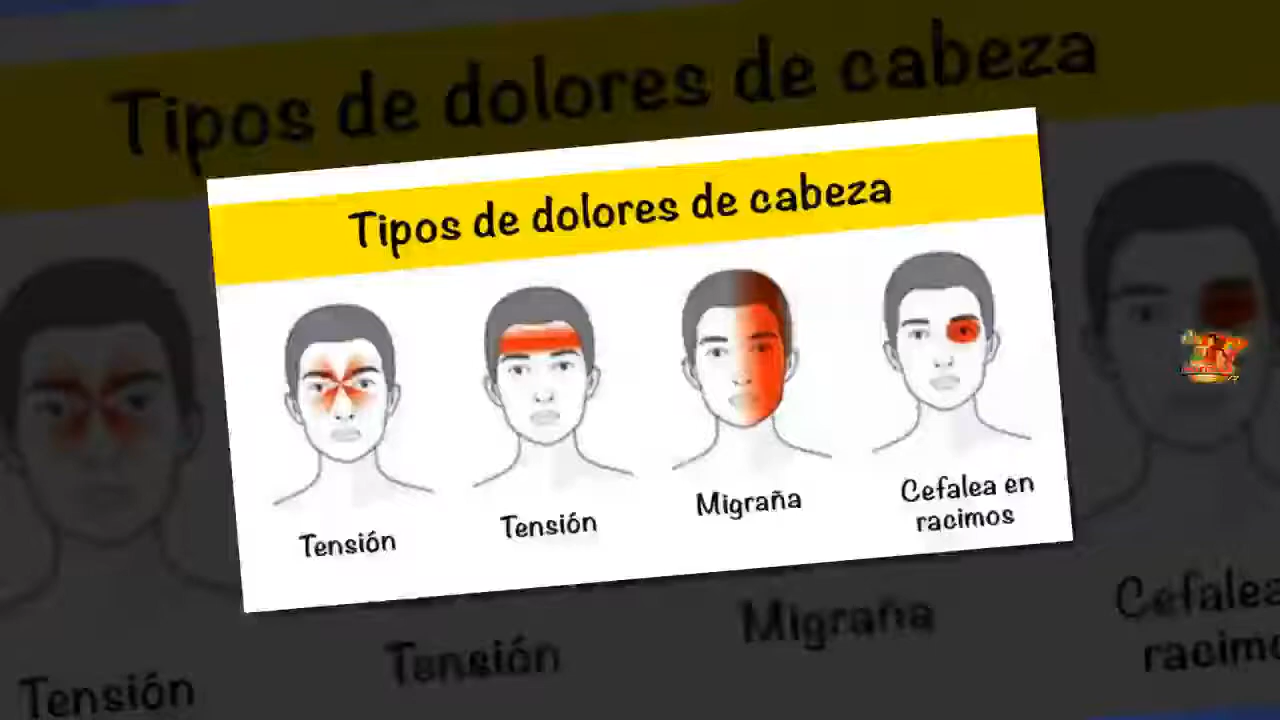 Tipos de dolores de cabeza
Tipos de dolores de cabeza
Tensión
Tensión
Migraña
Cefalea en
racimos
Tensión
Tensión
Migraña
Cefalea